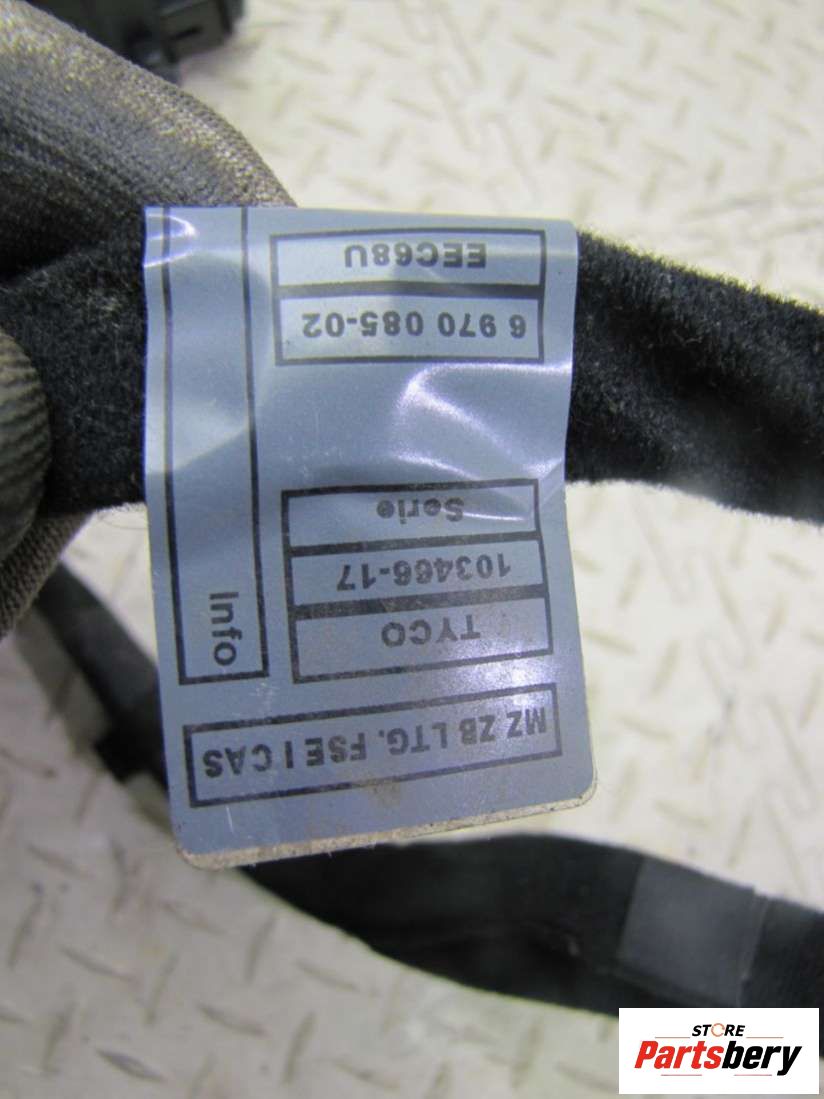 MZ ZB LTG. FSE I CAS
TYCO
103466-17
Serie
Info
6 970 085-02
EEC68U
STORE
Partsbery